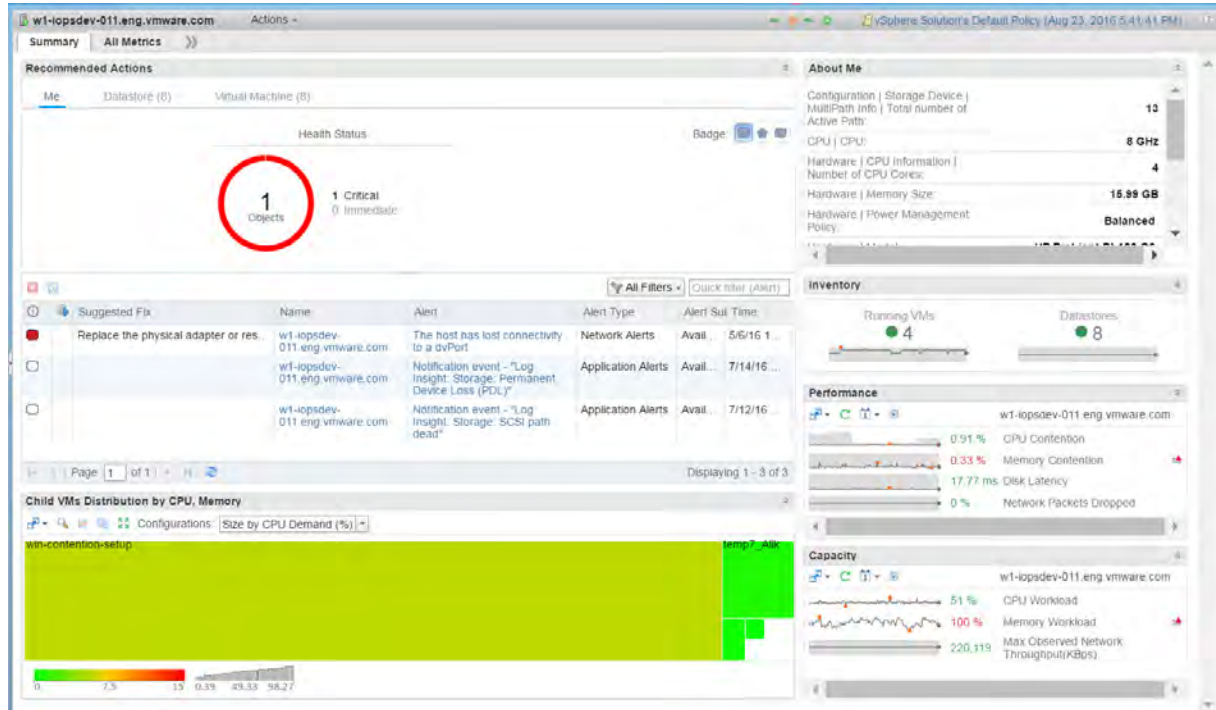 w1-iopsdev-011.eng.vmware.com Actions
vSphere Solution's Default Policy (Aug 23, 2016 5:41:41 PM)
Summary All Metrics
Recommended Actions
Me Datastore (8) Virtual Machine (8)
Health Status
Badge:
1
Objects
1 Critical
0 Immediate
All Filters Quick filter (Alert)
Suggested Fix Name Alert Alert Type Alert Sul Time
Replace the physical adapter or res... w1-iopsdev-011.eng.vmware.com The host has lost connectivity Network Alerts Avail... 5/6/16 1...
to a dvPort
w1-iopsdev-011.eng.vmware.com Notification event - "Log Application Alerts Avail... 7/14/16 ...
Insight: Storage: Permanent
Device Loss (PDL)"
w1-iopsdev-011.eng.vmware.com Notification event - "Log Application Alerts Avail... 7/12/16 ...
Insight: Storage: SCSI path
dead"
Page 1 of 1
Displaying 1 - 3 of 3
Child VMs Distribution by CPU, Memory
Configurations: Size by CPU Demand (%)
win-contention-setup temp7_Alik
0 7.5 15 0.39 49.33 98.27
About Me
Configuration | Storage Device |
MultiPath Info | Total number of 13
Active Path:
CPU | CPU: 8 GHz
Hardware | CPU Information | 4
Number of CPU Cores:
Hardware | Memory Size: 15.99 GB
Hardware | Power Management Balanced
Policy:
Inventory
Running VMs Datastores
4 8
Performance
w1-iopsdev-011.eng.vmware.com
0.91 % CPU Contention
0.33 % Memory Contention
17.77 ms Disk Latency
0 % Network Packets Dropped
Capacity
w1-iopsdev-011.eng.vmware.com
51 % CPU Workload
100 % Memory Workload
220,119 Max Observed Network
Throughput(KBps)